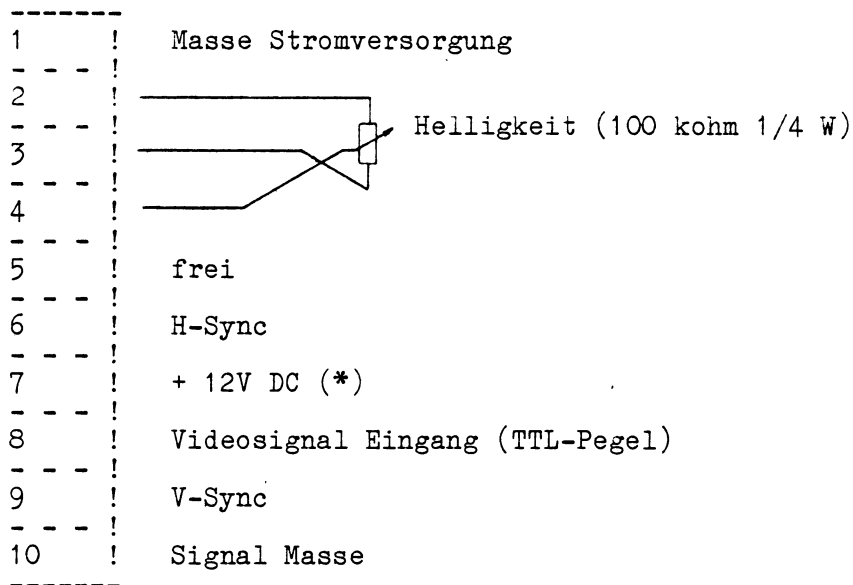 1 ! Masse Stromversorgung
2 !
Helligkeit (100 kohm 1/4 W)
3 !
4 !
5 ! frei
6 ! H-Sync
7 ! + 12V DC (*)
8 ! Videosignal Eingang (TTL-Pegel)
9 ! V-Sync
10 ! Signal Masse